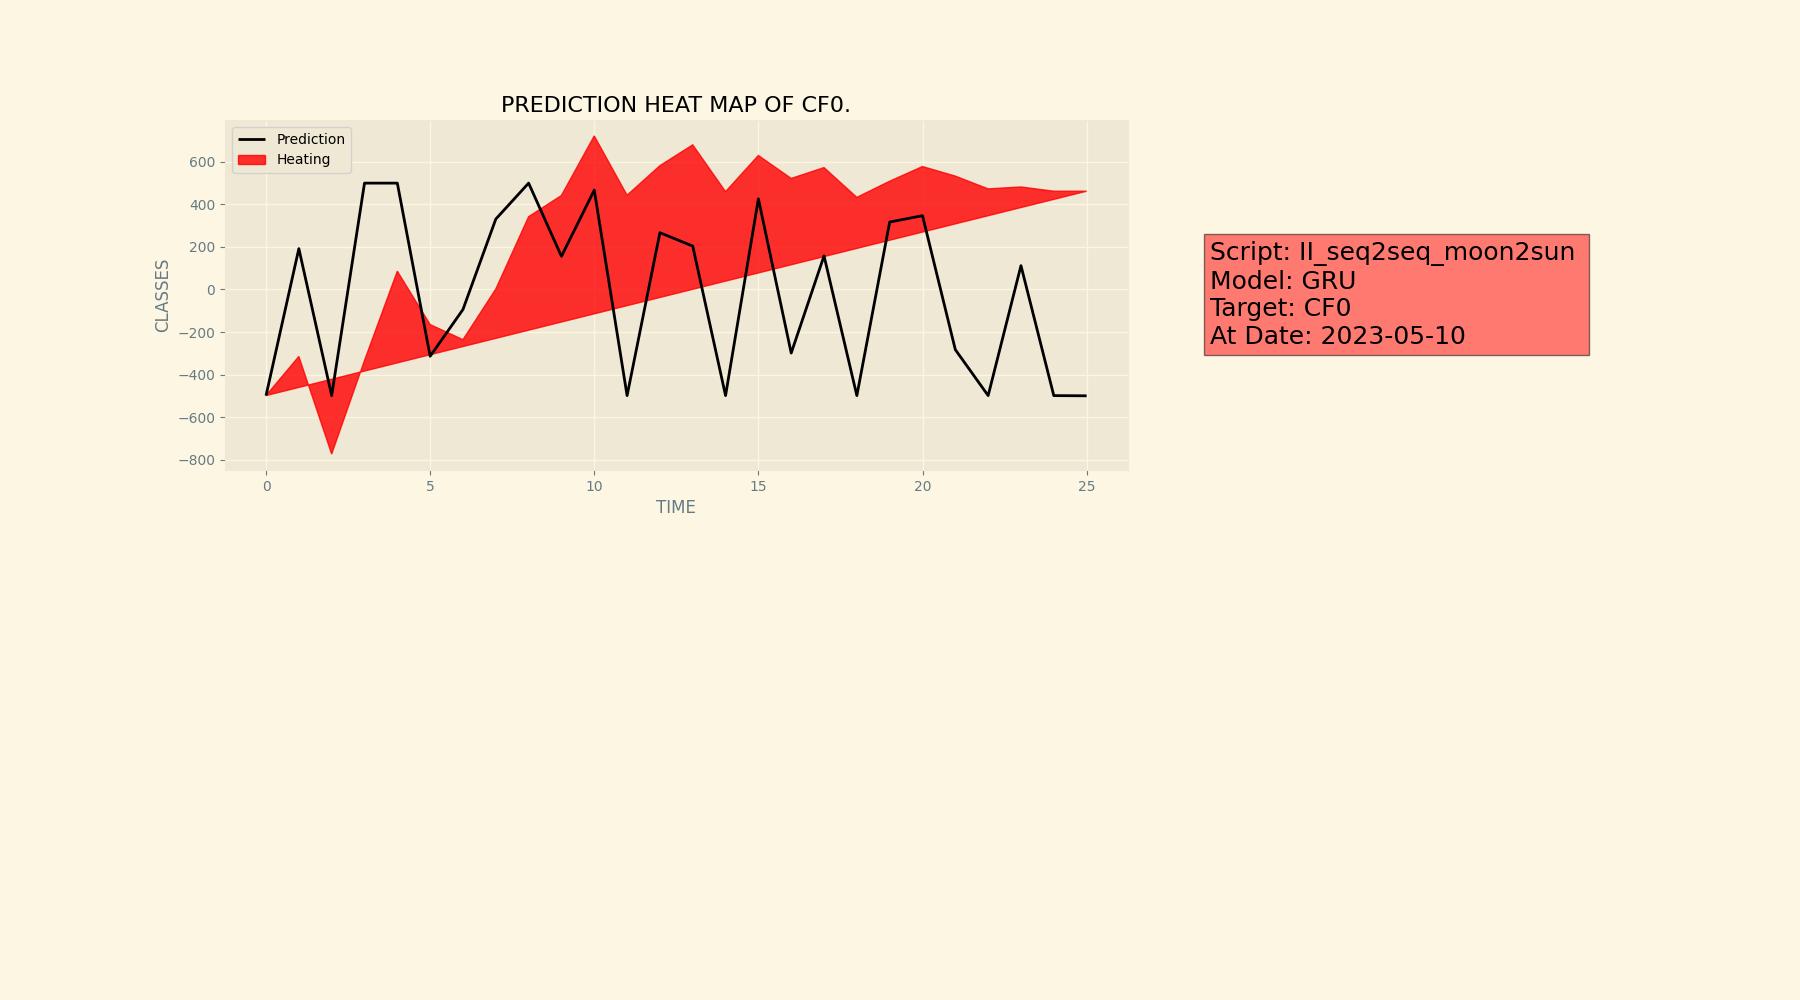 PREDICTION HEAT MAP OF CF0.
Prediction
Heating
CLASSES
600
400
200
0
−200
−400
−600
−800
0 5 10 15 20 25
TIME
Script: II_seq2seq_moon2sun
Model: GRU
Target: CF0
At Date: 2023-05-10